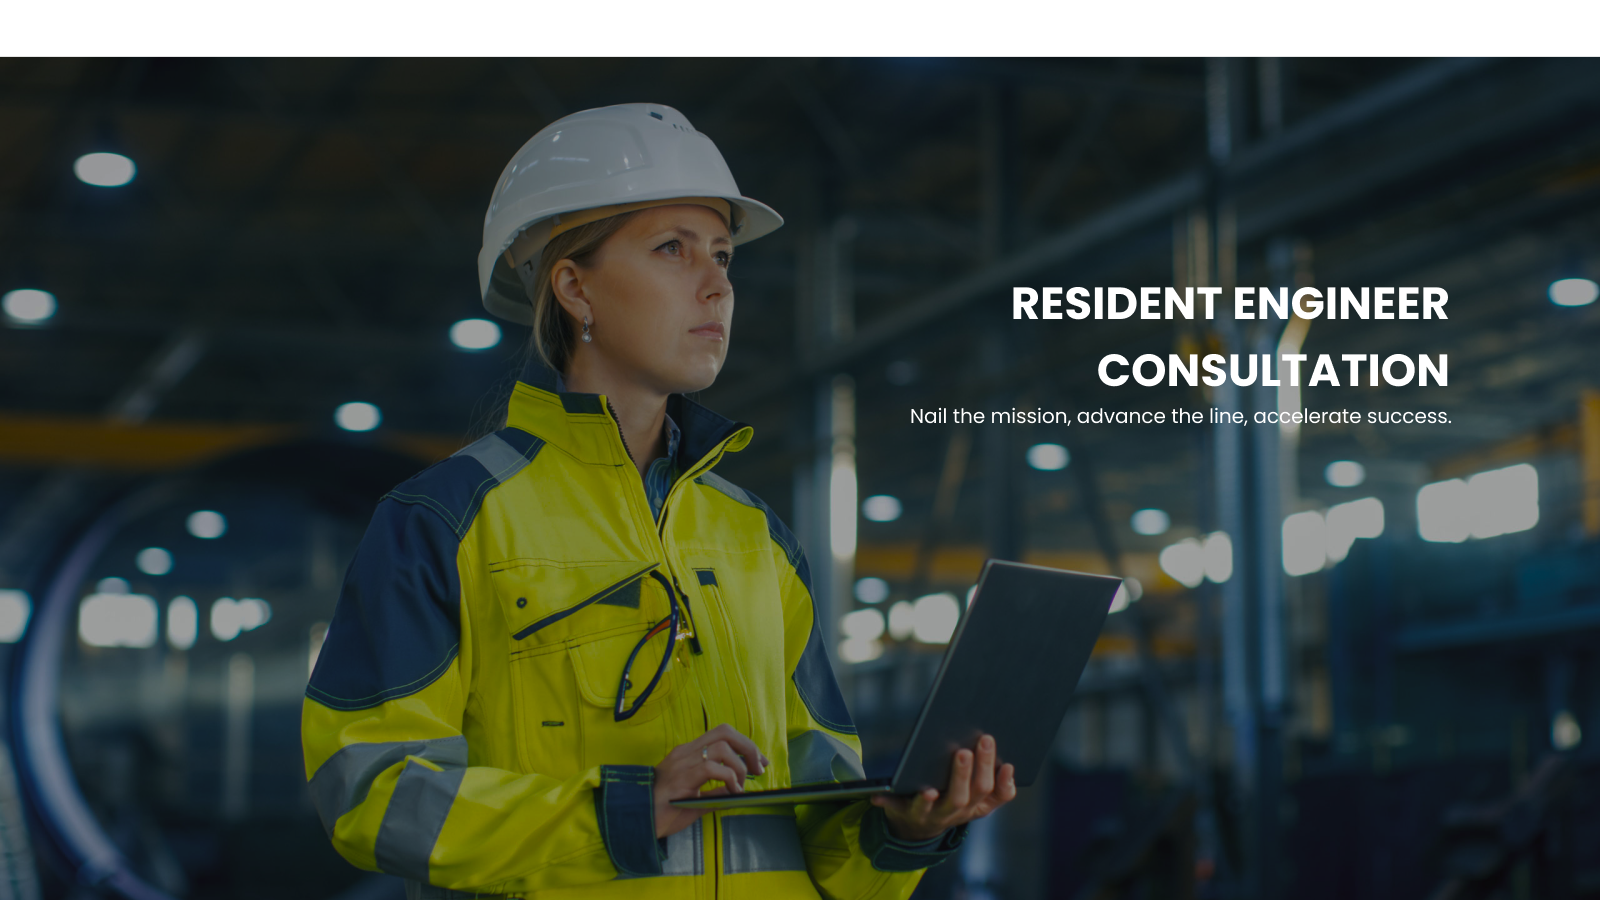 RESIDENT ENGINEER
CONSULTATION
Nail the mission, advance the line, accelerate success.